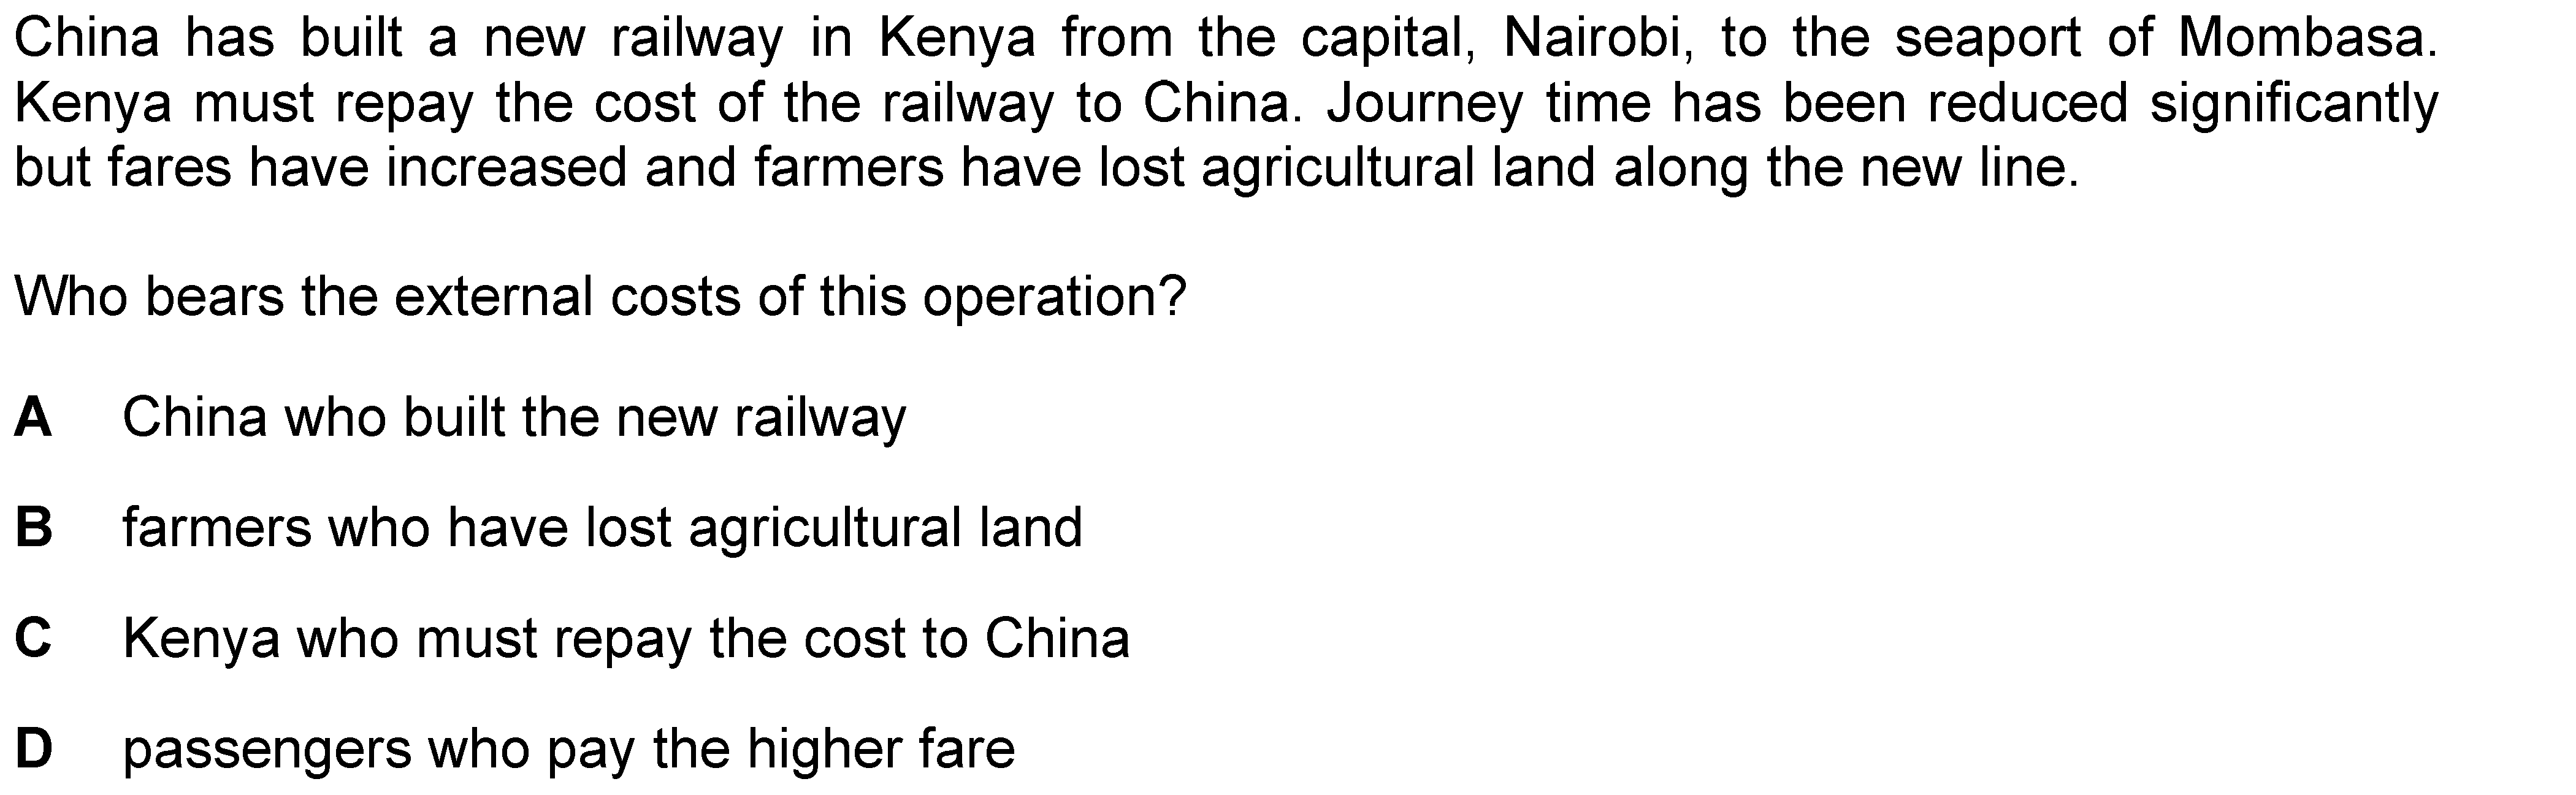 China has built a new railway in Kenya from the capital, Nairobi, to the seaport of Mombasa.
Kenya must repay the cost of the railway to China. Journey time has been reduced significantly
but fares have increased and farmers have lost agricultural land along the new line.
Who bears the external costs of this operation?
A China who built the new railway
B farmers who have lost agricultural land
C Kenya who must repay the cost to China
D passengers who pay the higher fare